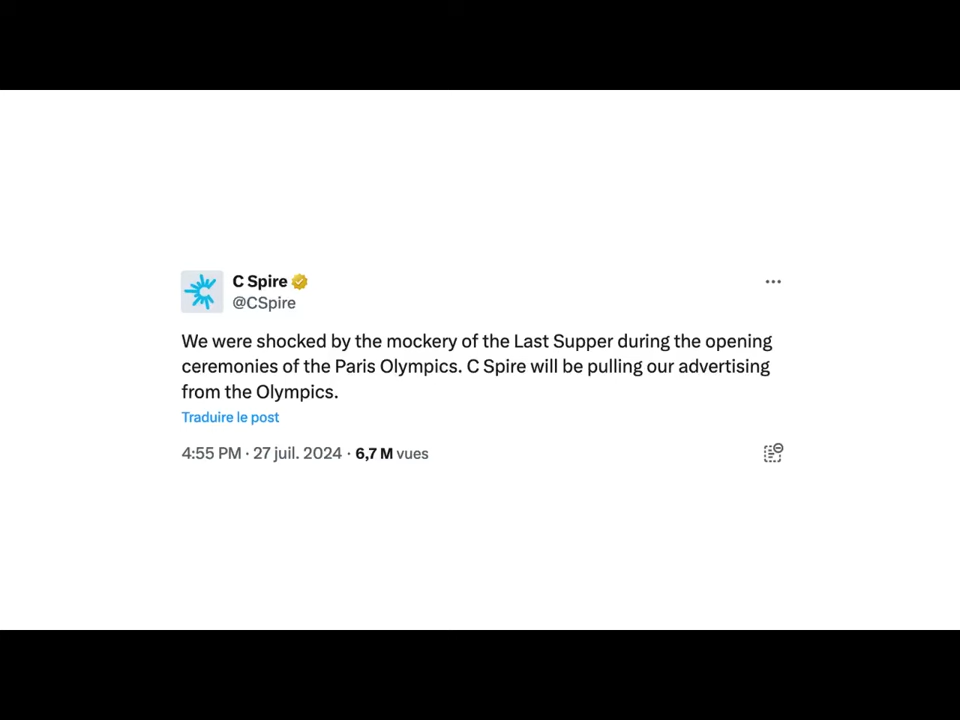 C Spire
@CSpire
We were shocked by the mockery of the Last Supper during the opening
ceremonies of the Paris Olympics. C Spire will be pulling our advertising
from the Olympics.
Traduire le post
4:55 PM · 27 juil. 2024 · 6,7 M vues